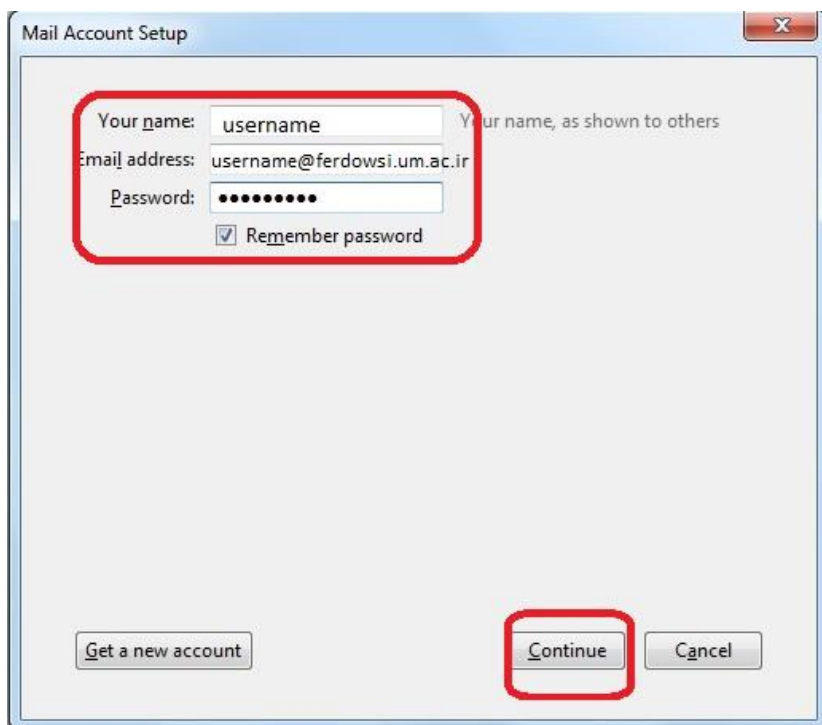 Mail Account Setup
Your name: username Your name, as shown to others
Email address: username@ferdowsi.um.ac.ir
Password: •••••••••
Remember password
Get a new account Continue Cancel